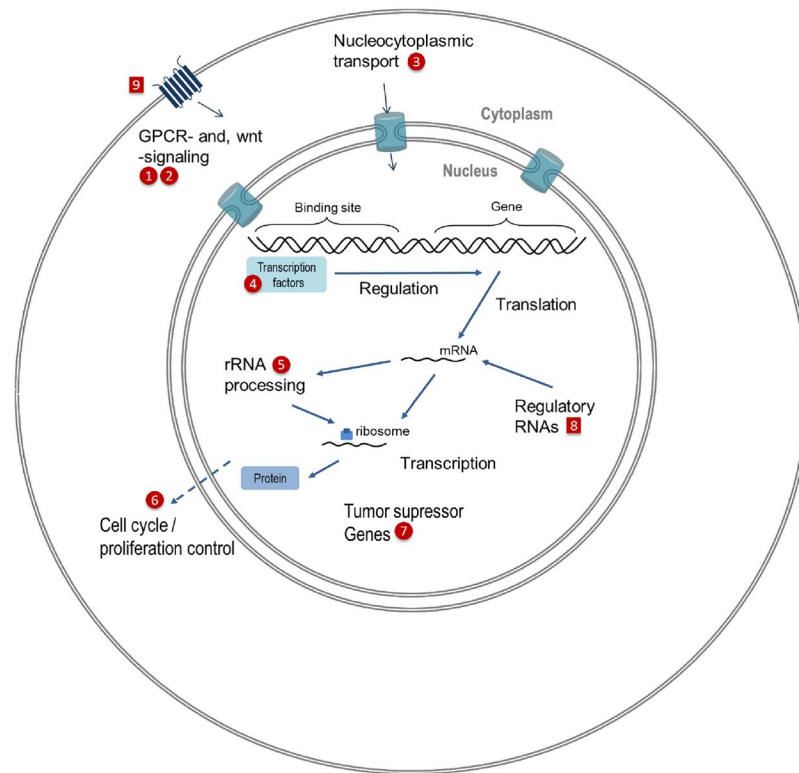 Nucleocytoplasmic
transport 3
9
GPCR- and, wnt
-signaling
1 2
Cytoplasm
Nucleus
Binding site
Gene
Transcription
factors
4
Regulation
Translation
mRNA
rRNA 5
processing
Regulatory
RNAs 8
ribosome
Transcription
Protein
6
Cell cycle /
proliferation control
Tumor supressor
Genes 7